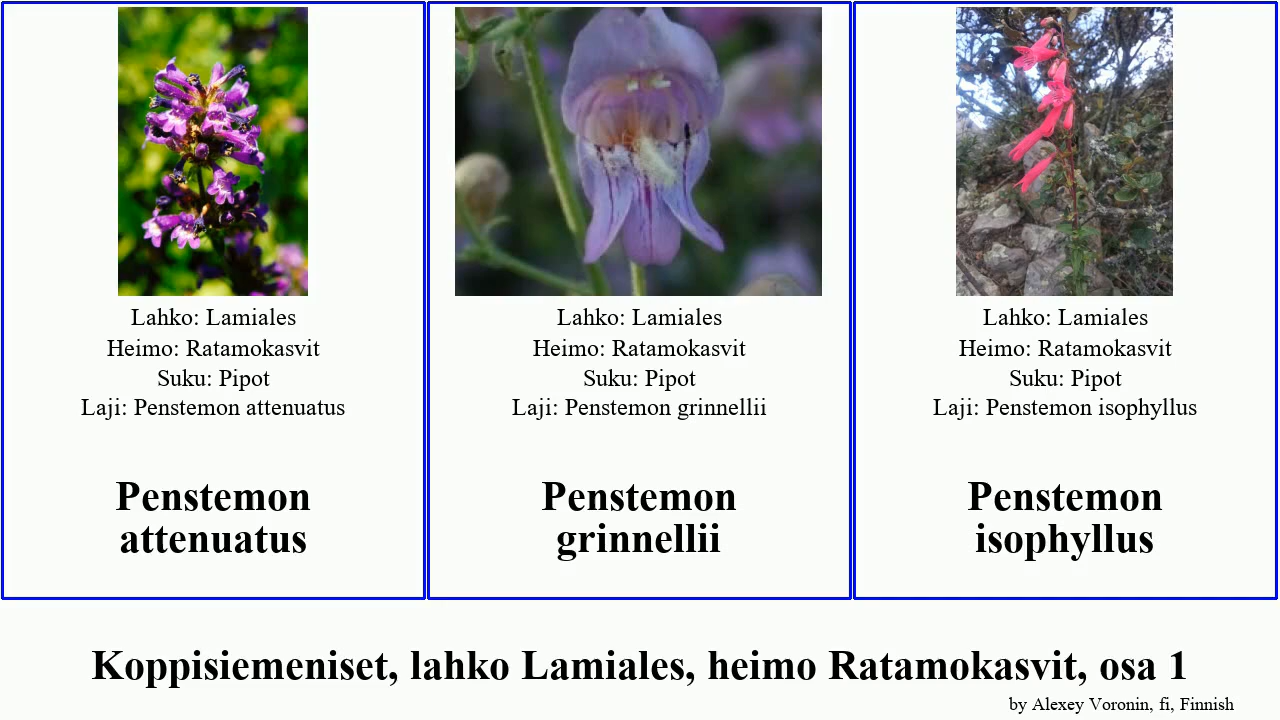 Lahko: Lamiales
Heimo: Ratamokasvit
Suku: Pipot
Laji: Penstemon attenuatus
Penstemon
attenuatus
Lahko: Lamiales
Heimo: Ratamokasvit
Suku: Pipot
Laji: Penstemon grinnellii
Penstemon
grinnellii
Lahko: Lamiales
Heimo: Ratamokasvit
Suku: Pipot
Laji: Penstemon isophyllus
Penstemon
isophyllus
Koppisiemeniset, lahko Lamiales, heimo Ratamokasvit, osa 1
by Alexey Voronin, fi, Finnish